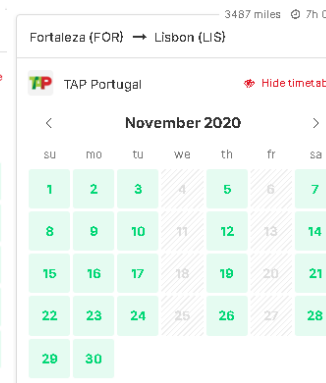 3487 miles 7h
Fortaleza {FOR} → Lisbon {LIS}
TP TAP Portugal Hide timetab
November 2020
su mo tu we th fr sa
1 2 3 4 5 6 7
8 9 10 11 12 13 14
15 16 17 18 19 20 21
22 23 24 25 26 27 28
29 30